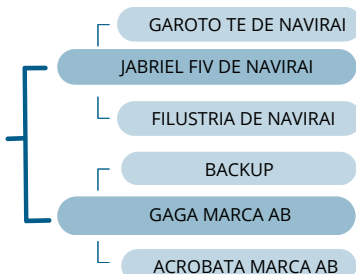 GAROTO TE DE NAVIRAI
JABRIEL FIV DE NAVIRAI
FILUSTRIA DE NAVIRAI
BACKUP
GAGA MARCA AB
ACROBATA MARCA AB